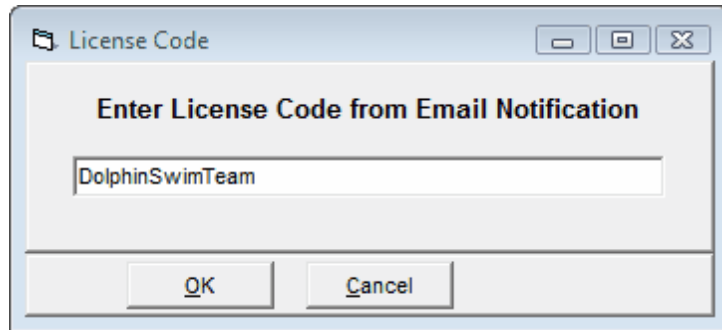 License Code
Enter License Code from Email Notification
DolphinSwimTeam
OK
Cancel